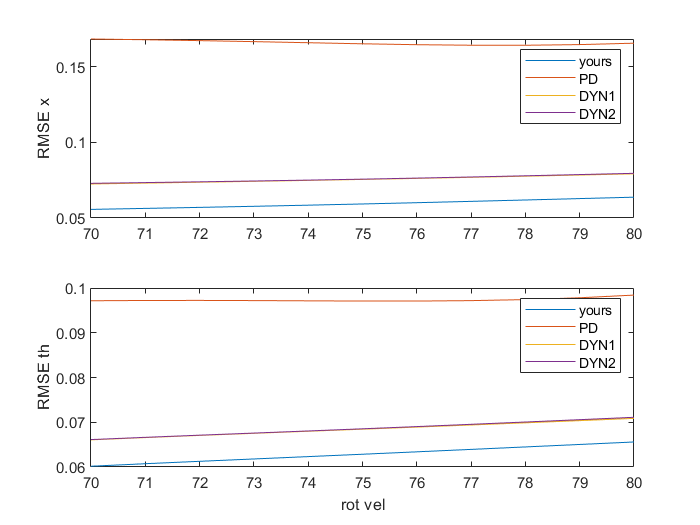 0.15
0.1
0.05
RMSE x
yours
PD
DYN1
DYN2
70 71 72 73 74 75 76 77 78 79 80
0.1
0.09
0.08
0.07
0.06
RMSE th
yours
PD
DYN1
DYN2
70 71 72 73 74 75 76 77 78 79 80
rot vel